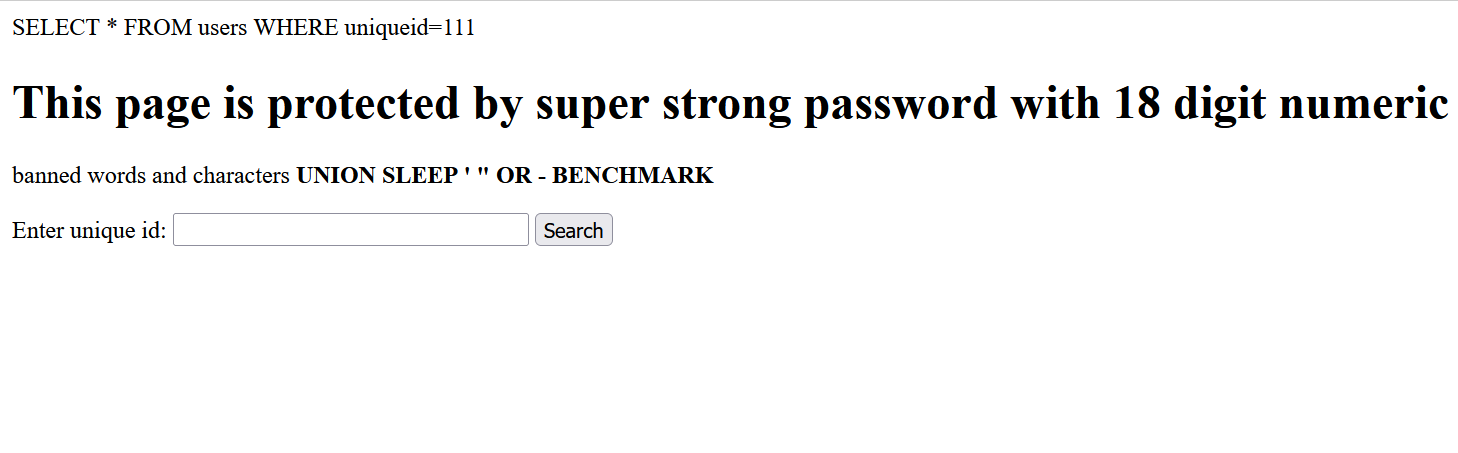 SELECT * FROM users WHERE uniqueid=111
This page is protected by super strong password with 18 digit numeric
banned words and characters UNION SLEEP ' " OR - BENCHMARK
Enter unique id: Search